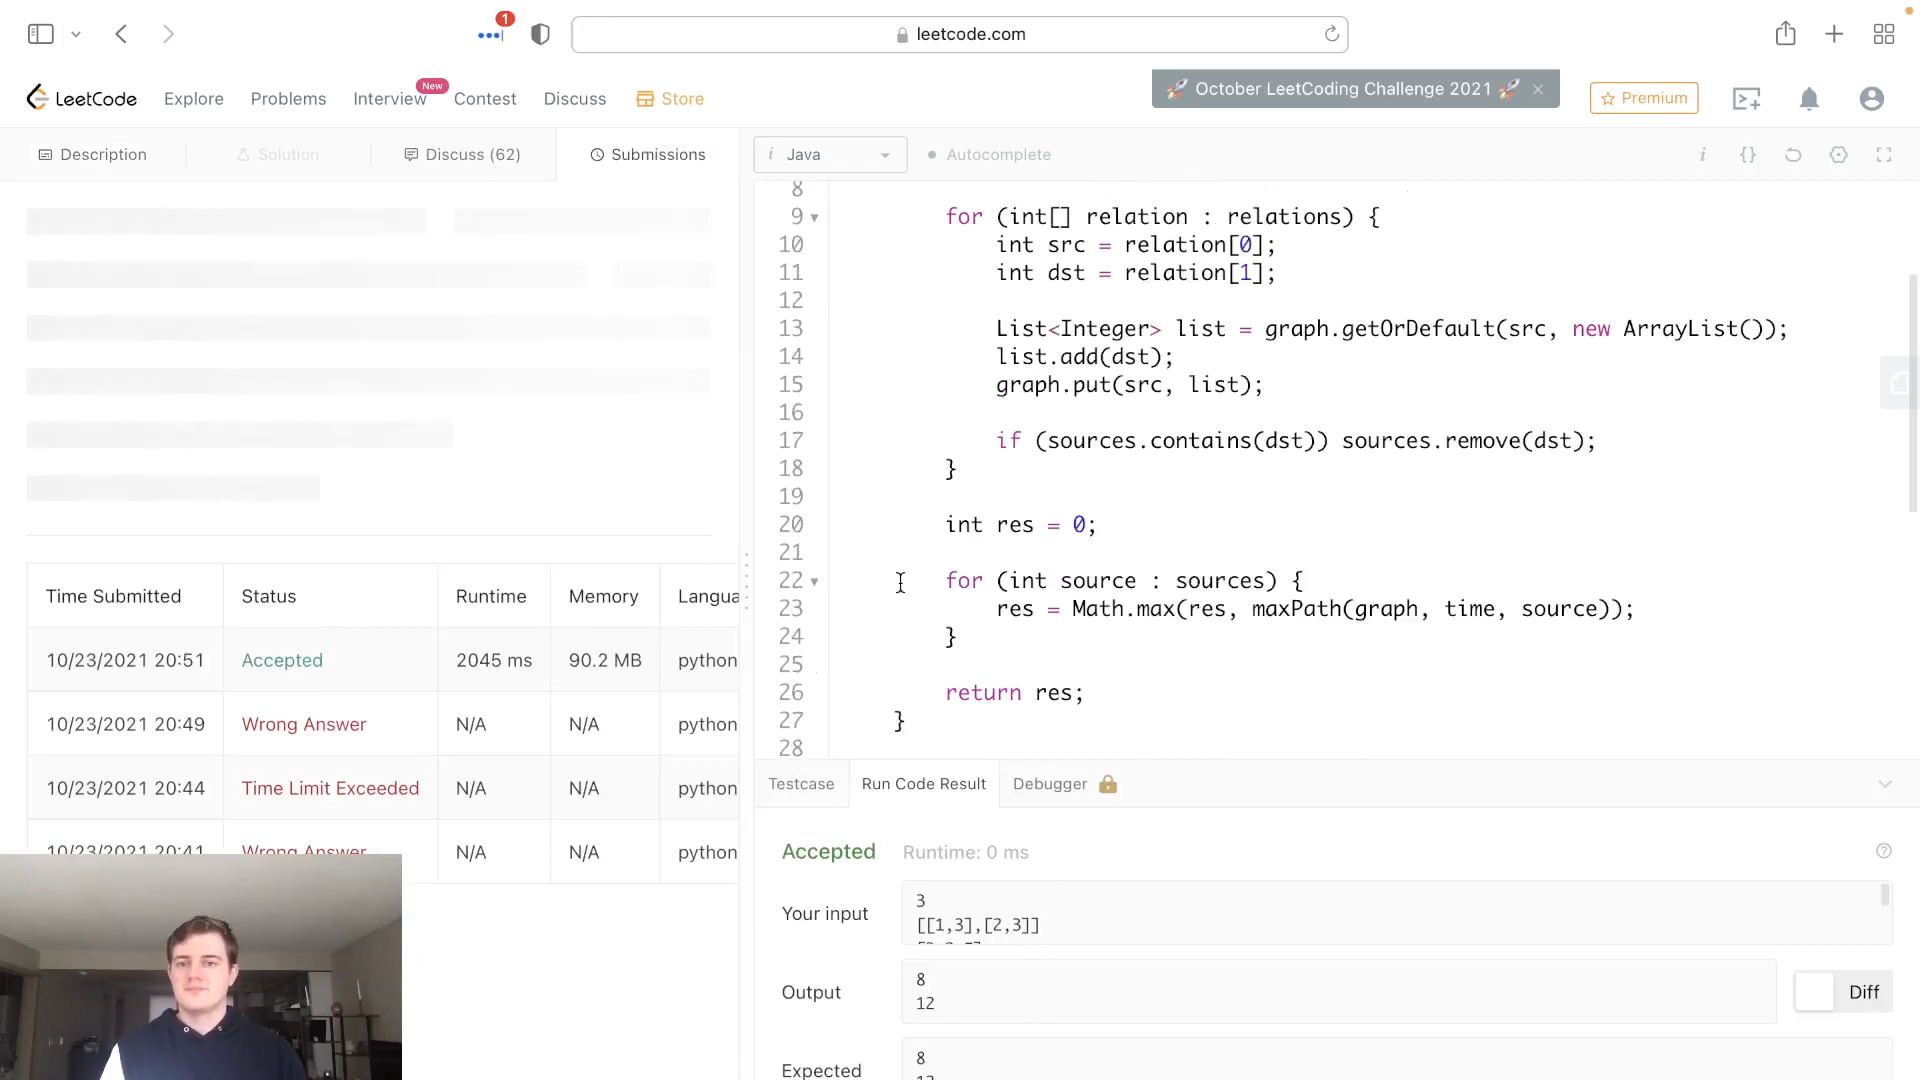 1
leetcode.com
LeetCode
Explore
Problems
Interview
New
Contest
Discuss
Store
🚀 October LeetCoding Challenge 2021 🚀 ×
Premium
Description
Solution
Discuss (62)
Submissions
i Java
Autocomplete
8
9 for (int[] relation : relations) {
10 int src = relation[0];
11 int dst = relation[1];
12
13 List<Integer> list = graph.getOrDefault(src, new ArrayList());
14 list.add(dst);
15 graph.put(src, list);
16
17 if (sources.contains(dst)) sources.remove(dst);
18 }
19
20 int res = 0;
21
22 for (int source : sources) {
23 res = Math.max(res, maxPath(graph, time, source));
24 }
25
26 return res;
27 }
28
Time Submitted Status Runtime Memory Langua
10/23/2021 20:51 Accepted 2045 ms 90.2 MB python
10/23/2021 20:49 Wrong Answer N/A N/A python
10/23/2021 20:44 Time Limit Exceeded N/A N/A python
10/23/2021 20:41 Wrong Answer N/A N/A python
Testcase
Run Code Result
Debugger
Accepted Runtime: 0 ms
Your input
3
[[1,3],[2,3]]
Output
8
12
Diff
Expected
8